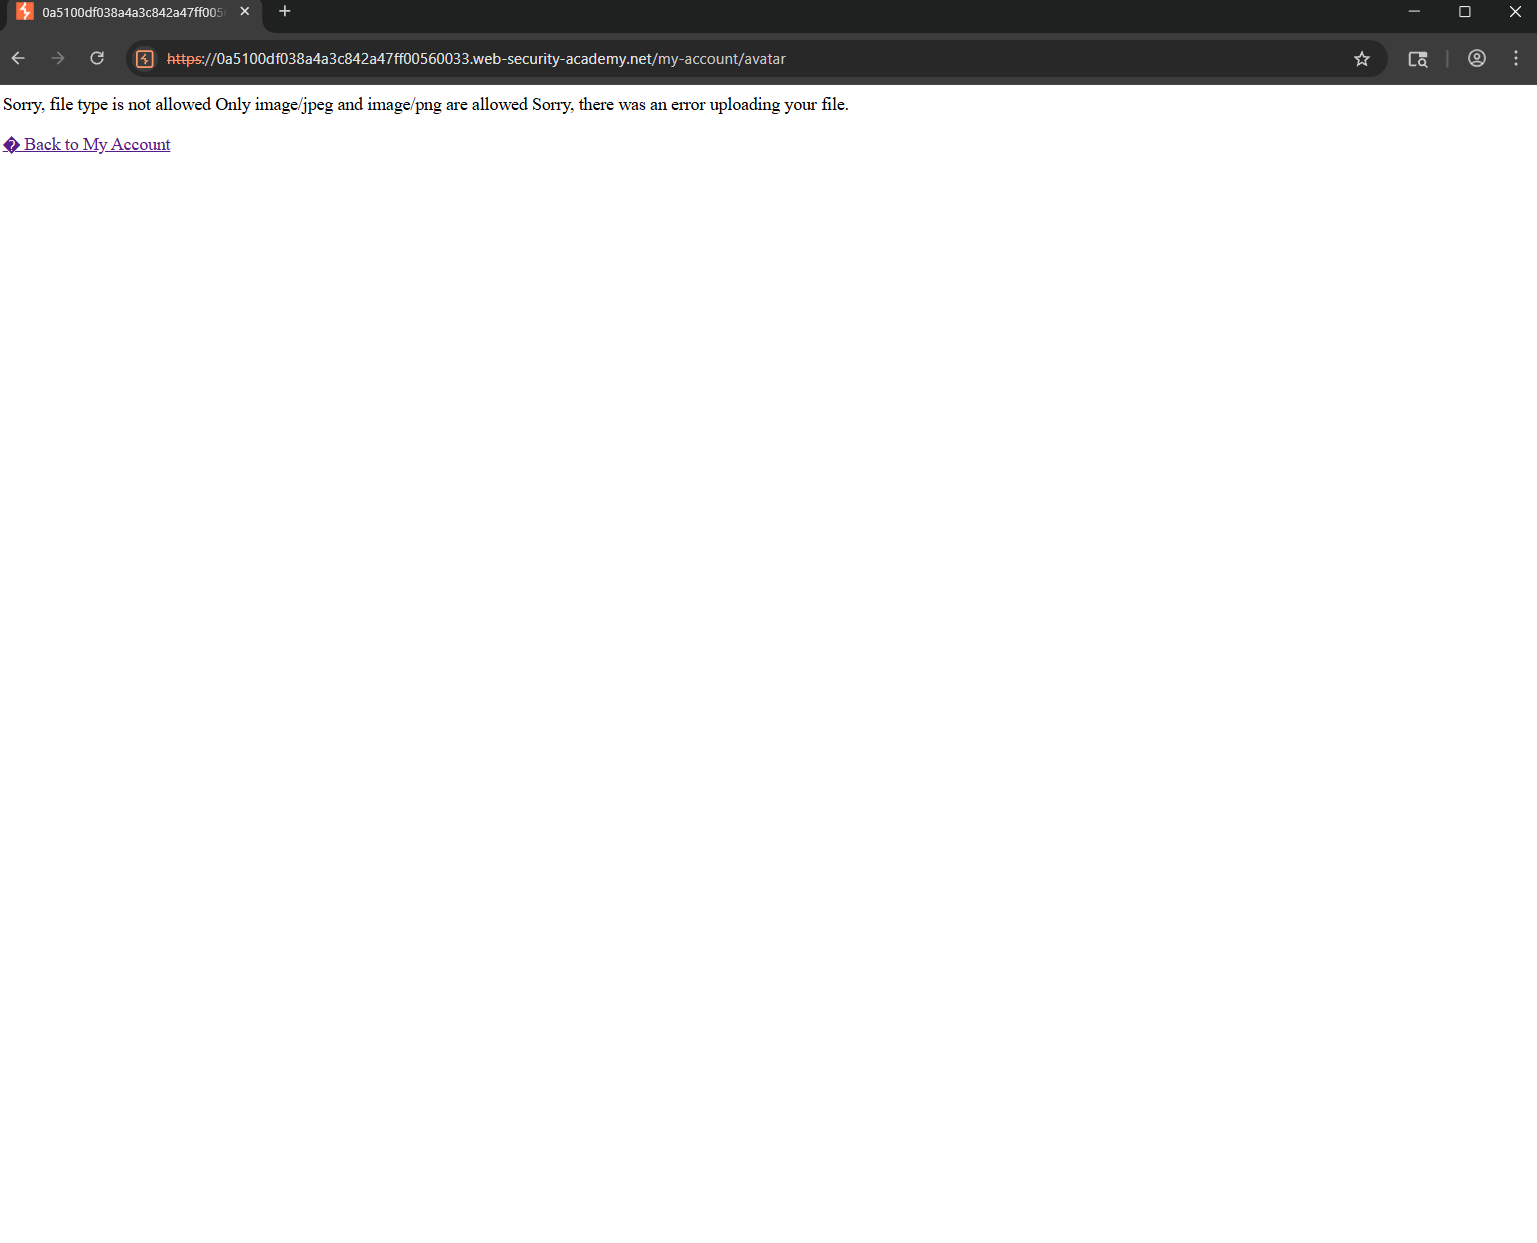 0a5100df038a4a3c842a47ff005
https://0a5100df038a4a3c842a47ff00560033.web-security-academy.net/my-account/avatar
Sorry, file type is not allowed Only image/jpeg and image/png are allowed Sorry, there was an error uploading your file.
� Back to My Account